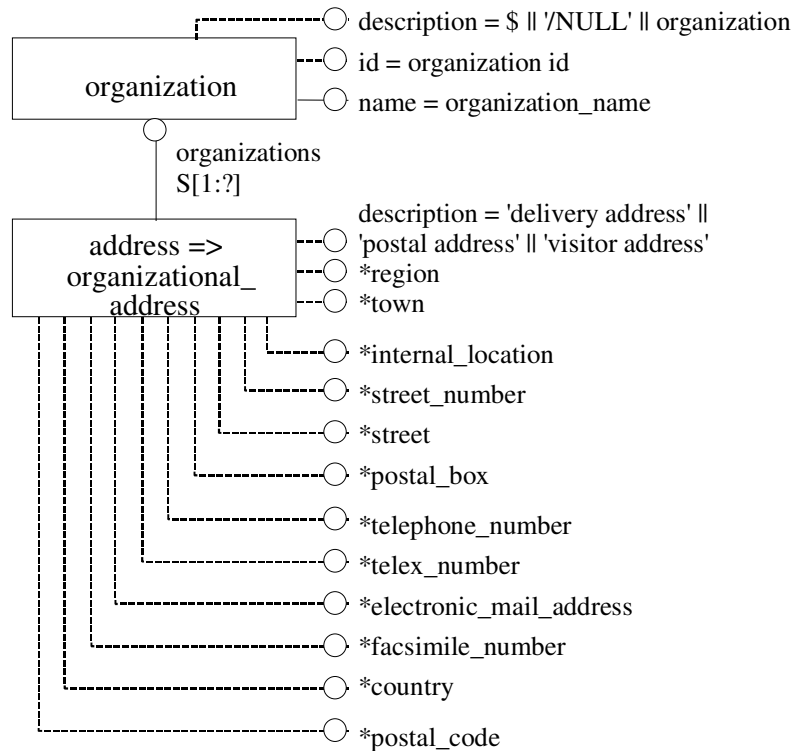 description = $ || '/NULL' || organization
organization
id = organization id
name = organization_name
organizations
S[1:?]
address =>
organizational_
address
description = 'delivery address' ||
'postal address' || 'visitor address'
*region
*town
*internal_location
*street_number
*street
*postal_box
*telephone_number
*telex_number
*electronic_mail_address
*facsimile_number
*country
*postal_code